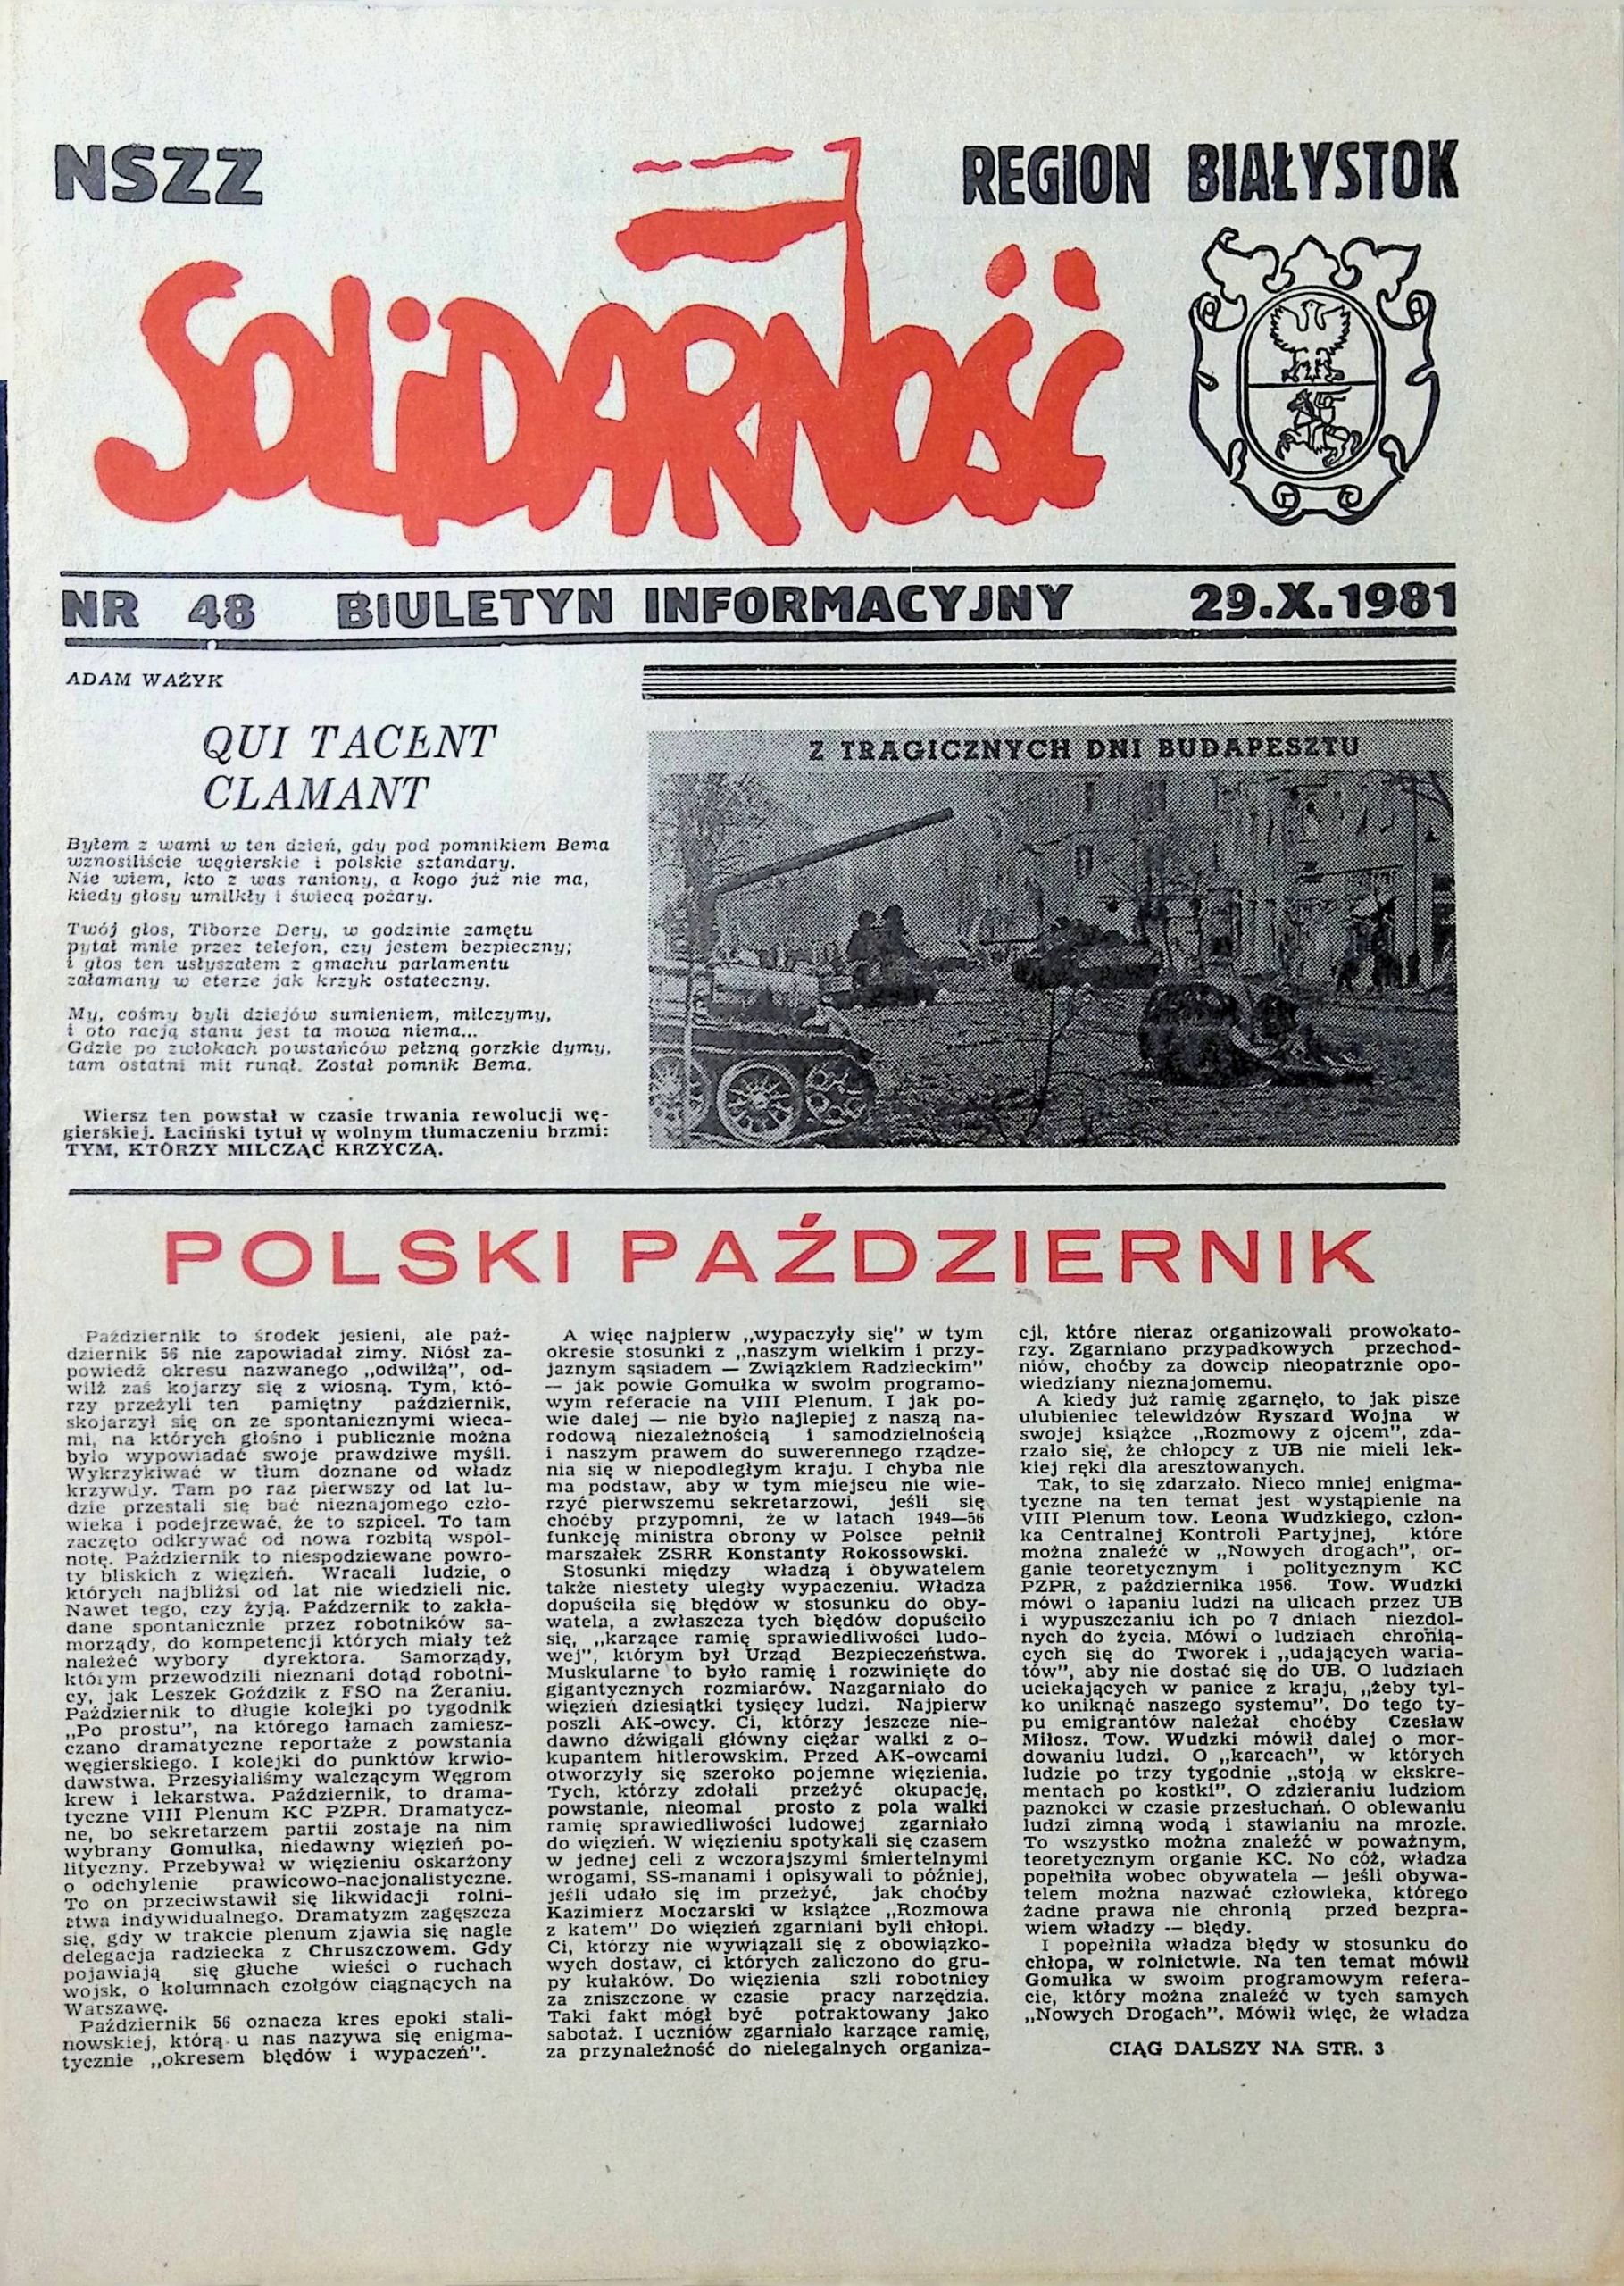 NSZZ
REGION BIAŁYSTOK
SOLIDARNOŚĆ
NR 48 BIULETYN INFORMACYJNY 29.X.1981
ADAM WAŻYK
QUI TACENT
CLAMANT
Byłem z wami w ten dzień, gdy pod pomnikiem Bema
wznosiliście węgierskie i polskie sztandary.
Nie wiem, kto z was raniony, a kogo już nie ma,
kiedy głosy umilkły i świecą pożary.
Twój głos, Tiborze Dery, w godzinie zamętu
pytał mnie przez telefon, czy jestem bezpieczny;
i głos ten usłyszałem z gmachu parlamentu
załamany w eterze jak krzyk ostateczny.
My, cośmy byli dziejów sumieniem, milczymy,
i oto racją stanu jest ta mowa niema...
Gdzie po zwłokach powstańców pełzną gorzkie dymy,
tam ostatni mit runął. Został pomnik Bema.
Wiersz ten powstał w czasie trwania rewolucji wę-
gierskiej. Łaciński tytuł w wolnym tłumaczeniu brzmi:
TYM, KTÓRZY MILCZĄC KRZYCZĄ.
Z TRAGICZNYCH DNI BUDAPESZTU
POLSKI PAŹDZIERNIK
Październik to środek jesieni, ale paź-
dziernik 56 nie zapowiadał zimy. Niósł za-
powiedź okresu nazwanego „odwilżą", od-
wilż zaś kojarzy się z wiosną. Tym, któ-
rzy przeżyli ten pamiętny październik,
skojarzył się on ze spontanicznymi wieca-
mi, na których głośno i publicznie można
było wypowiadać swoje prawdziwe myśli.
Wykrzykiwać w tłum doznane od władz
krzywdy. Tam po raz pierwszy od lat lu-
dzie przestali się bać nieznajomego czło-
wieka i podejrzewać, że to szpicel. To tam
zaczęto odkrywać od nowa rozbitą wspól-
notę. Październik to niespodziewane powro-
ty bliskich z więzień. Wracali ludzie, o
których najbliżsi od lat nie wiedzieli nic.
Nawet tego, czy żyją. Październik to zakła-
dane spontanicznie przez robotników sa-
morządy, do kompetencji których miały też
należeć wybory dyrektora. Samorządy,
którym przewodzili nieznani dotąd robotni-
cy, jak Leszek Goździk z FSO na Żeraniu.
Październik to długie kolejki po tygodnik
„Po prostu", na którego łamach zamiesz-
czano dramatyczne reportaże z powstania
węgierskiego. I kolejki do punktów krwio-
dawstwa. Przesyłaliśmy walczącym Węgrom
krew i lekarstwa. Październik, to drama-
tyczne VIII Plenum KC PZPR. Dramatycz-
ne, bo sekretarzem partii zostaje na nim
wybrany Gomułka, niedawny więzień po-
lityczny. Przebywał w więzieniu oskarżony
o odchylenie prawicowo-nacjonalistyczne.
To on przeciwstawił się likwidacji rolni-
ctwa indywidualnego. Dramatyzm zagęszcza
się, gdy w trakcie plenum zjawia się nagle
delegacja radziecka z Chruszczowem. Gdy
pojawiają się głuche wieści o ruchach
wojsk, o kolumnach czołgów ciągnących na
Warszawę.
Październik 56 oznacza kres epoki stali-
nowskiej, którą u nas nazywa się enigma-
tycznie „okresem błędów i wypaczeń".
A więc najpierw „wypaczyły się" w tym
okresie stosunki z „naszym wielkim i przy-
jaznym sąsiadem — Związkiem Radzieckim"
— jak powie Gomułka w swoim programo-
wym referacie na VIII Plenum. I jak po-
wie dalej — nie było najlepiej z naszą na-
rodową niezależnością i samodzielnością
i naszym prawem do suwerennego rządze-
nia się w niepodległym kraju. I chyba nie
ma podstaw, aby w tym miejscu nie wie-
rzyć pierwszemu sekretarzowi, jeśli się
choćby przypomni, że w latach 1949—56
funkcję ministra obrony w Polsce pełnił
marszałek ZSRR Konstanty Rokossowski.
Stosunki między władzą i obywatelem
także niestety uległy wypaczeniu. Władza
dopuściła się błędów w stosunku do oby-
watela, a zwłaszcza tych błędów dopuściło
się, „karzące ramię sprawiedliwości ludo-
wej", którym był Urząd Bezpieczeństwa.
Muskularne to było ramię i rozwinięte do
gigantycznych rozmiarów. Nazgarniało do
więzień dziesiątki tysięcy ludzi. Najpierw
poszli AK-owcy. Ci, którzy jeszcze nie-
dawno dźwigali główny ciężar walki z o-
kupantem hitlerowskim. Przed AK-owcami
otworzyły się szeroko pojemne więzienia.
Tych, którzy zdołali przeżyć okupację,
powstanie, nieomal prosto z pola walki
ramię sprawiedliwości ludowej zgarniało
do więzień. W więzieniu spotykali się czasem
w jednej celi z wczorajszymi śmiertelnymi
wrogami, SS-manami i opisywali to później,
jeśli udało się im przeżyć, jak choćby
Kazimierz Moczarski w książce „Rozmowa
z katem" Do więzień zgarniani byli chłopi.
Ci, którzy nie wywiązali się z obowiązko-
wych dostaw, ci których zaliczono do gru-
py kułaków. Do więzienia szli robotnicy
za zniszczone w czasie pracy narzędzia.
Taki fakt mógł być potraktowany jako
sabotaż. I uczniów zgarniało karzące ramię,
za przynależność do nielegalnych organiza-
cji, które nieraz organizowali prowokato-
rzy. Zgarniano przypadkowych przechod-
niów, choćby za dowcip nieopatrznie opo-
wiedziany nieznajomemu.
A kiedy już ramię zgarnęło, to jak pisze
ulubieniec telewidzów Ryszard Wojna w
swojej książce „Rozmowy z ojcem", zda-
rzało się, że chłopcy z UB nie mieli lek-
kiej ręki dla aresztowanych.
Tak, to się zdarzało. Nieco mniej enigma-
tyczne na ten temat jest wystąpienie na
VIII Plenum tow. Leona Wudzkiego, człon-
ka Centralnej Kontroli Partyjnej, które
można znaleźć w „Nowych drogach", or-
ganie teoretycznym i politycznym KC
PZPR, z października 1956. Tow. Wudzki
mówi o łapaniu ludzi na ulicach przez UB
i wypuszczaniu ich po 7 dniach niezdol-
nych do życia. Mówi o ludziach chronią-
cych się do Tworek i „udających waria-
tów", aby nie dostać się do UB. O ludziach
uciekających w panice z kraju, „żeby tyl-
ko uniknąć naszego systemu". Do tego ty-
pu emigrantów należał choćby Czesław
Miłosz. Tow. Wudzki mówił dalej o mor-
dowaniu ludzi. O „karcach", w których
ludzie po trzy tygodnie „stoją w ekskre-
mentach po kostki". O zdzieraniu ludziom
paznokci w czasie przesłuchań. O oblewaniu
ludzi zimną wodą i stawianiu na mrozie.
To wszystko można znaleźć w poważnym,
teoretycznym organie KC. No cóż, władza
popełniła wobec obywatela — jeśli obywa-
telem można nazwać człowieka, którego
żadne prawa nie chronią przed bezpra-
wiem władzy — błędy.
I popełniła władza błędy w stosunku do
chłopa, w rolnictwie. Na ten temat mówił
Gomułka w swoim programowym refera-
cie, który można znaleźć w tych samych
„Nowych Drogach". Mówił więc, że władza
CIĄG DALSZY NA STR. 3